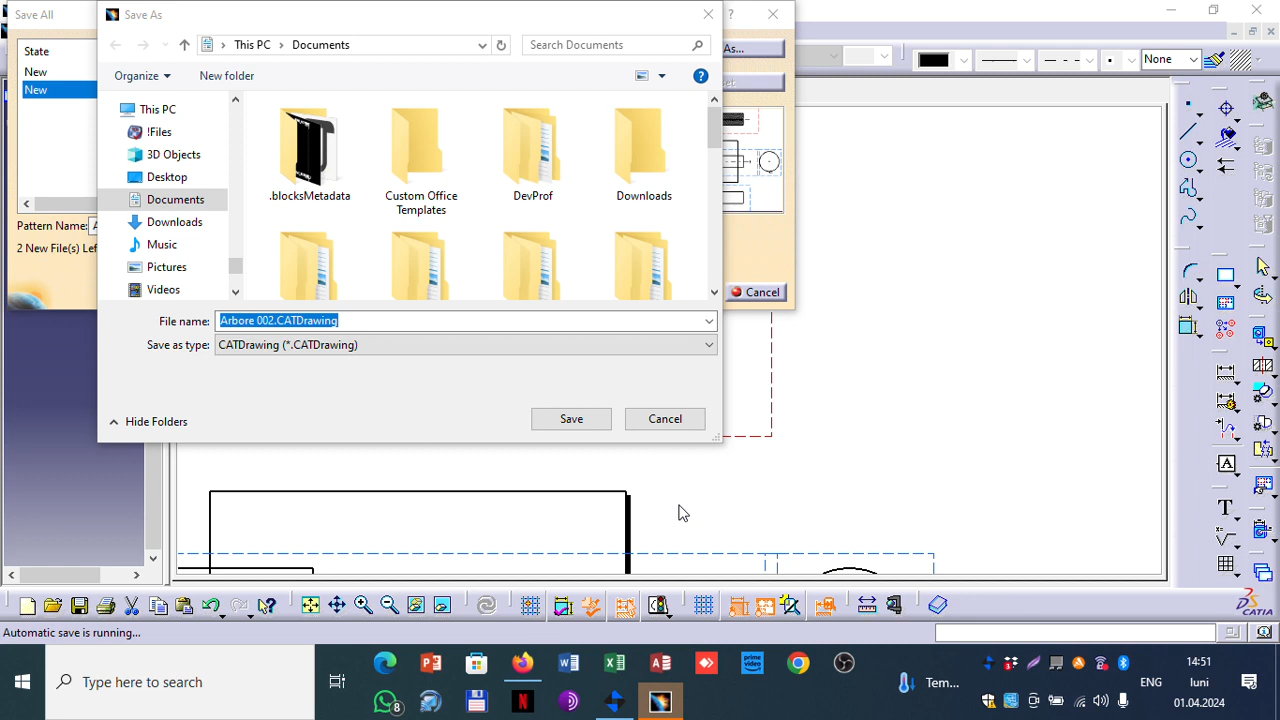 Save All
Save As
?
State
New
New
Pattern Name:
2 New File(s) Lef
This PC
Documents
Search Documents
Organize
New folder
?
As...
This PC
!Files
3D Objects
Desktop
Documents
Downloads
Music
Pictures
Videos
.blocksMetadata
Custom Office
Templates
DevProf
Downloads
File name:
Arbore 002.CATDrawing
Save as type:
CATDrawing (*.CATDrawing)
Hide Folders
Save
Cancel
Cancel
None
Automatic save is running...
CATIA
Type here to search
8
Tem...
ENG
14:51
luni
01.04.2024